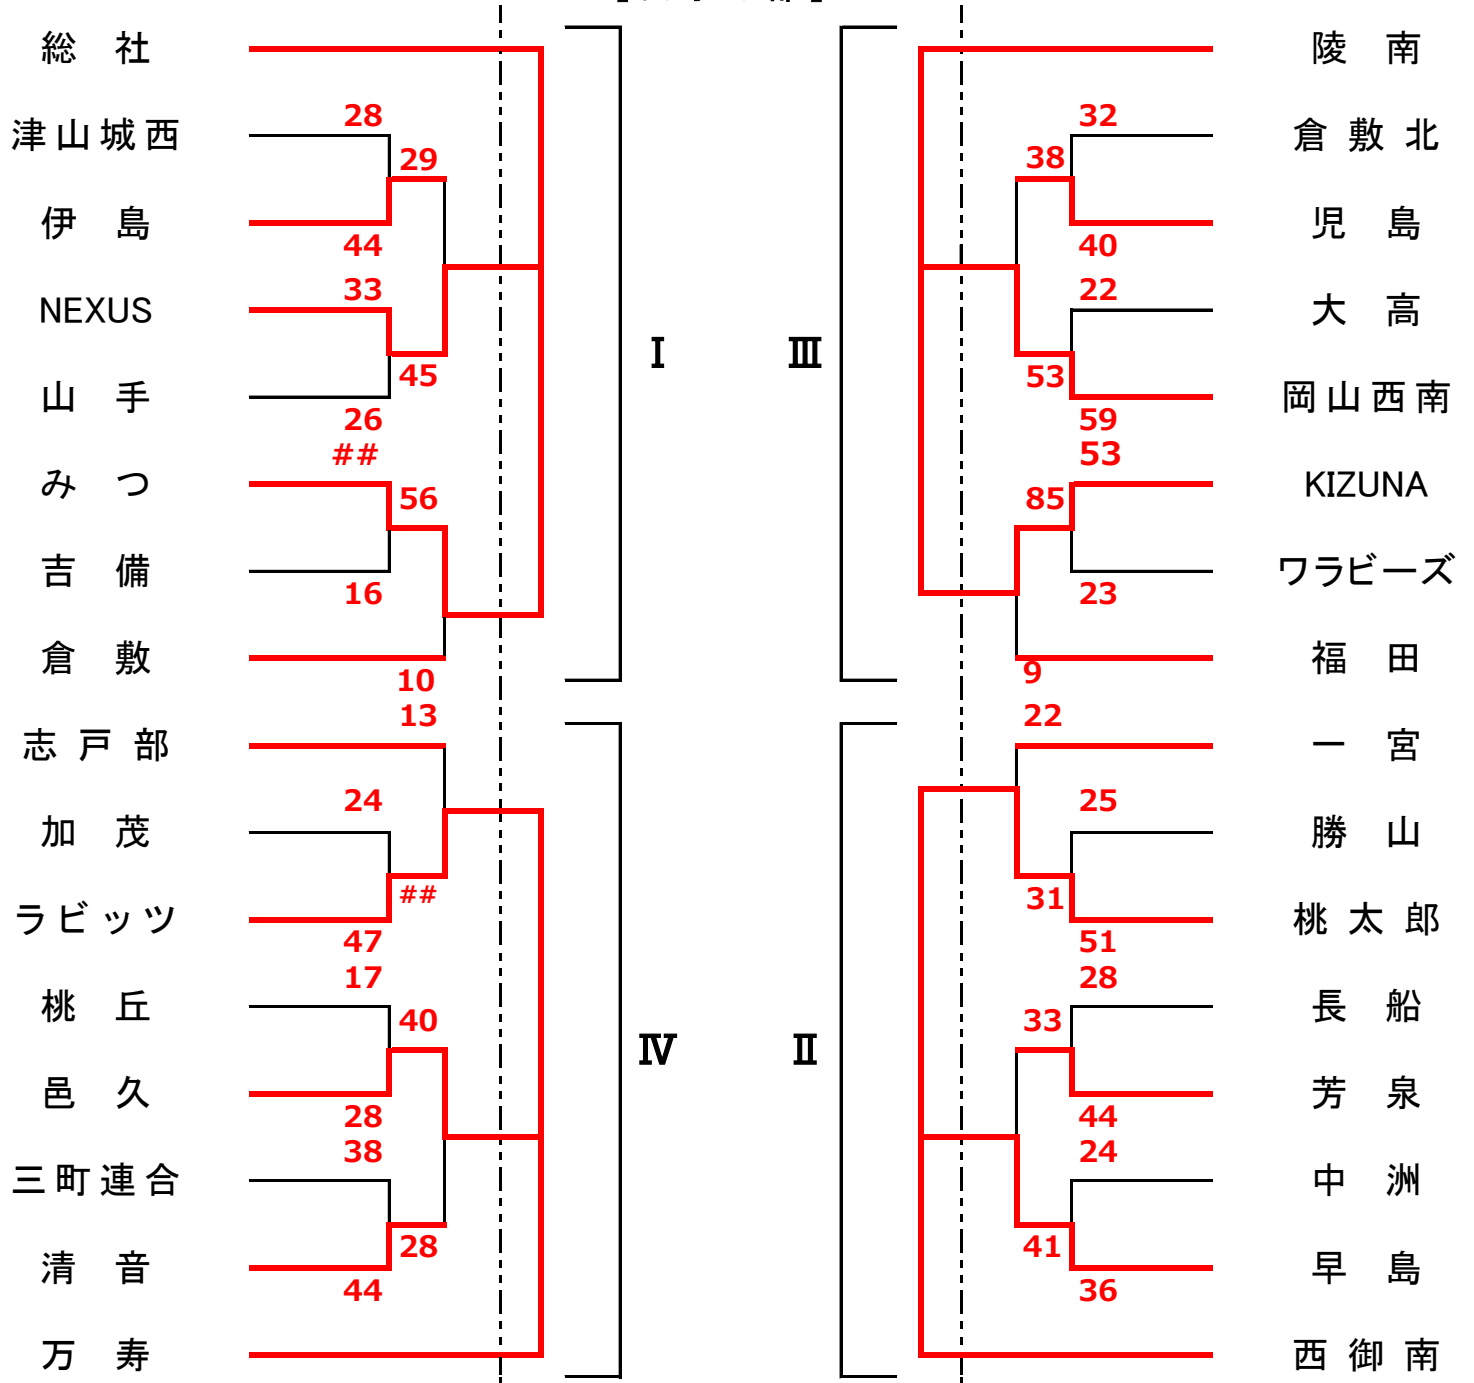 総社
陵南
28
32
津山城西
倉敷北
29
38
伊島
児島
44
40
33
22
NEXUS
大高
45
53
山手
岡山西南
26
59
##
53
みつ
KIZUNA
56
85
吉備
ワラビーズ
16
23
倉敷
福田
10
9
Ⅰ
Ⅲ
13
22
志戸部
一宮
24
25
加茂
勝山
##
31
ラビッツ
桃太郎
47
51
17
28
桃丘
長船
40
33
Ⅳ
Ⅱ
邑久
芳泉
28
44
38
24
三町連合
中洲
28
41
清音
早島
44
36
万寿
西御南